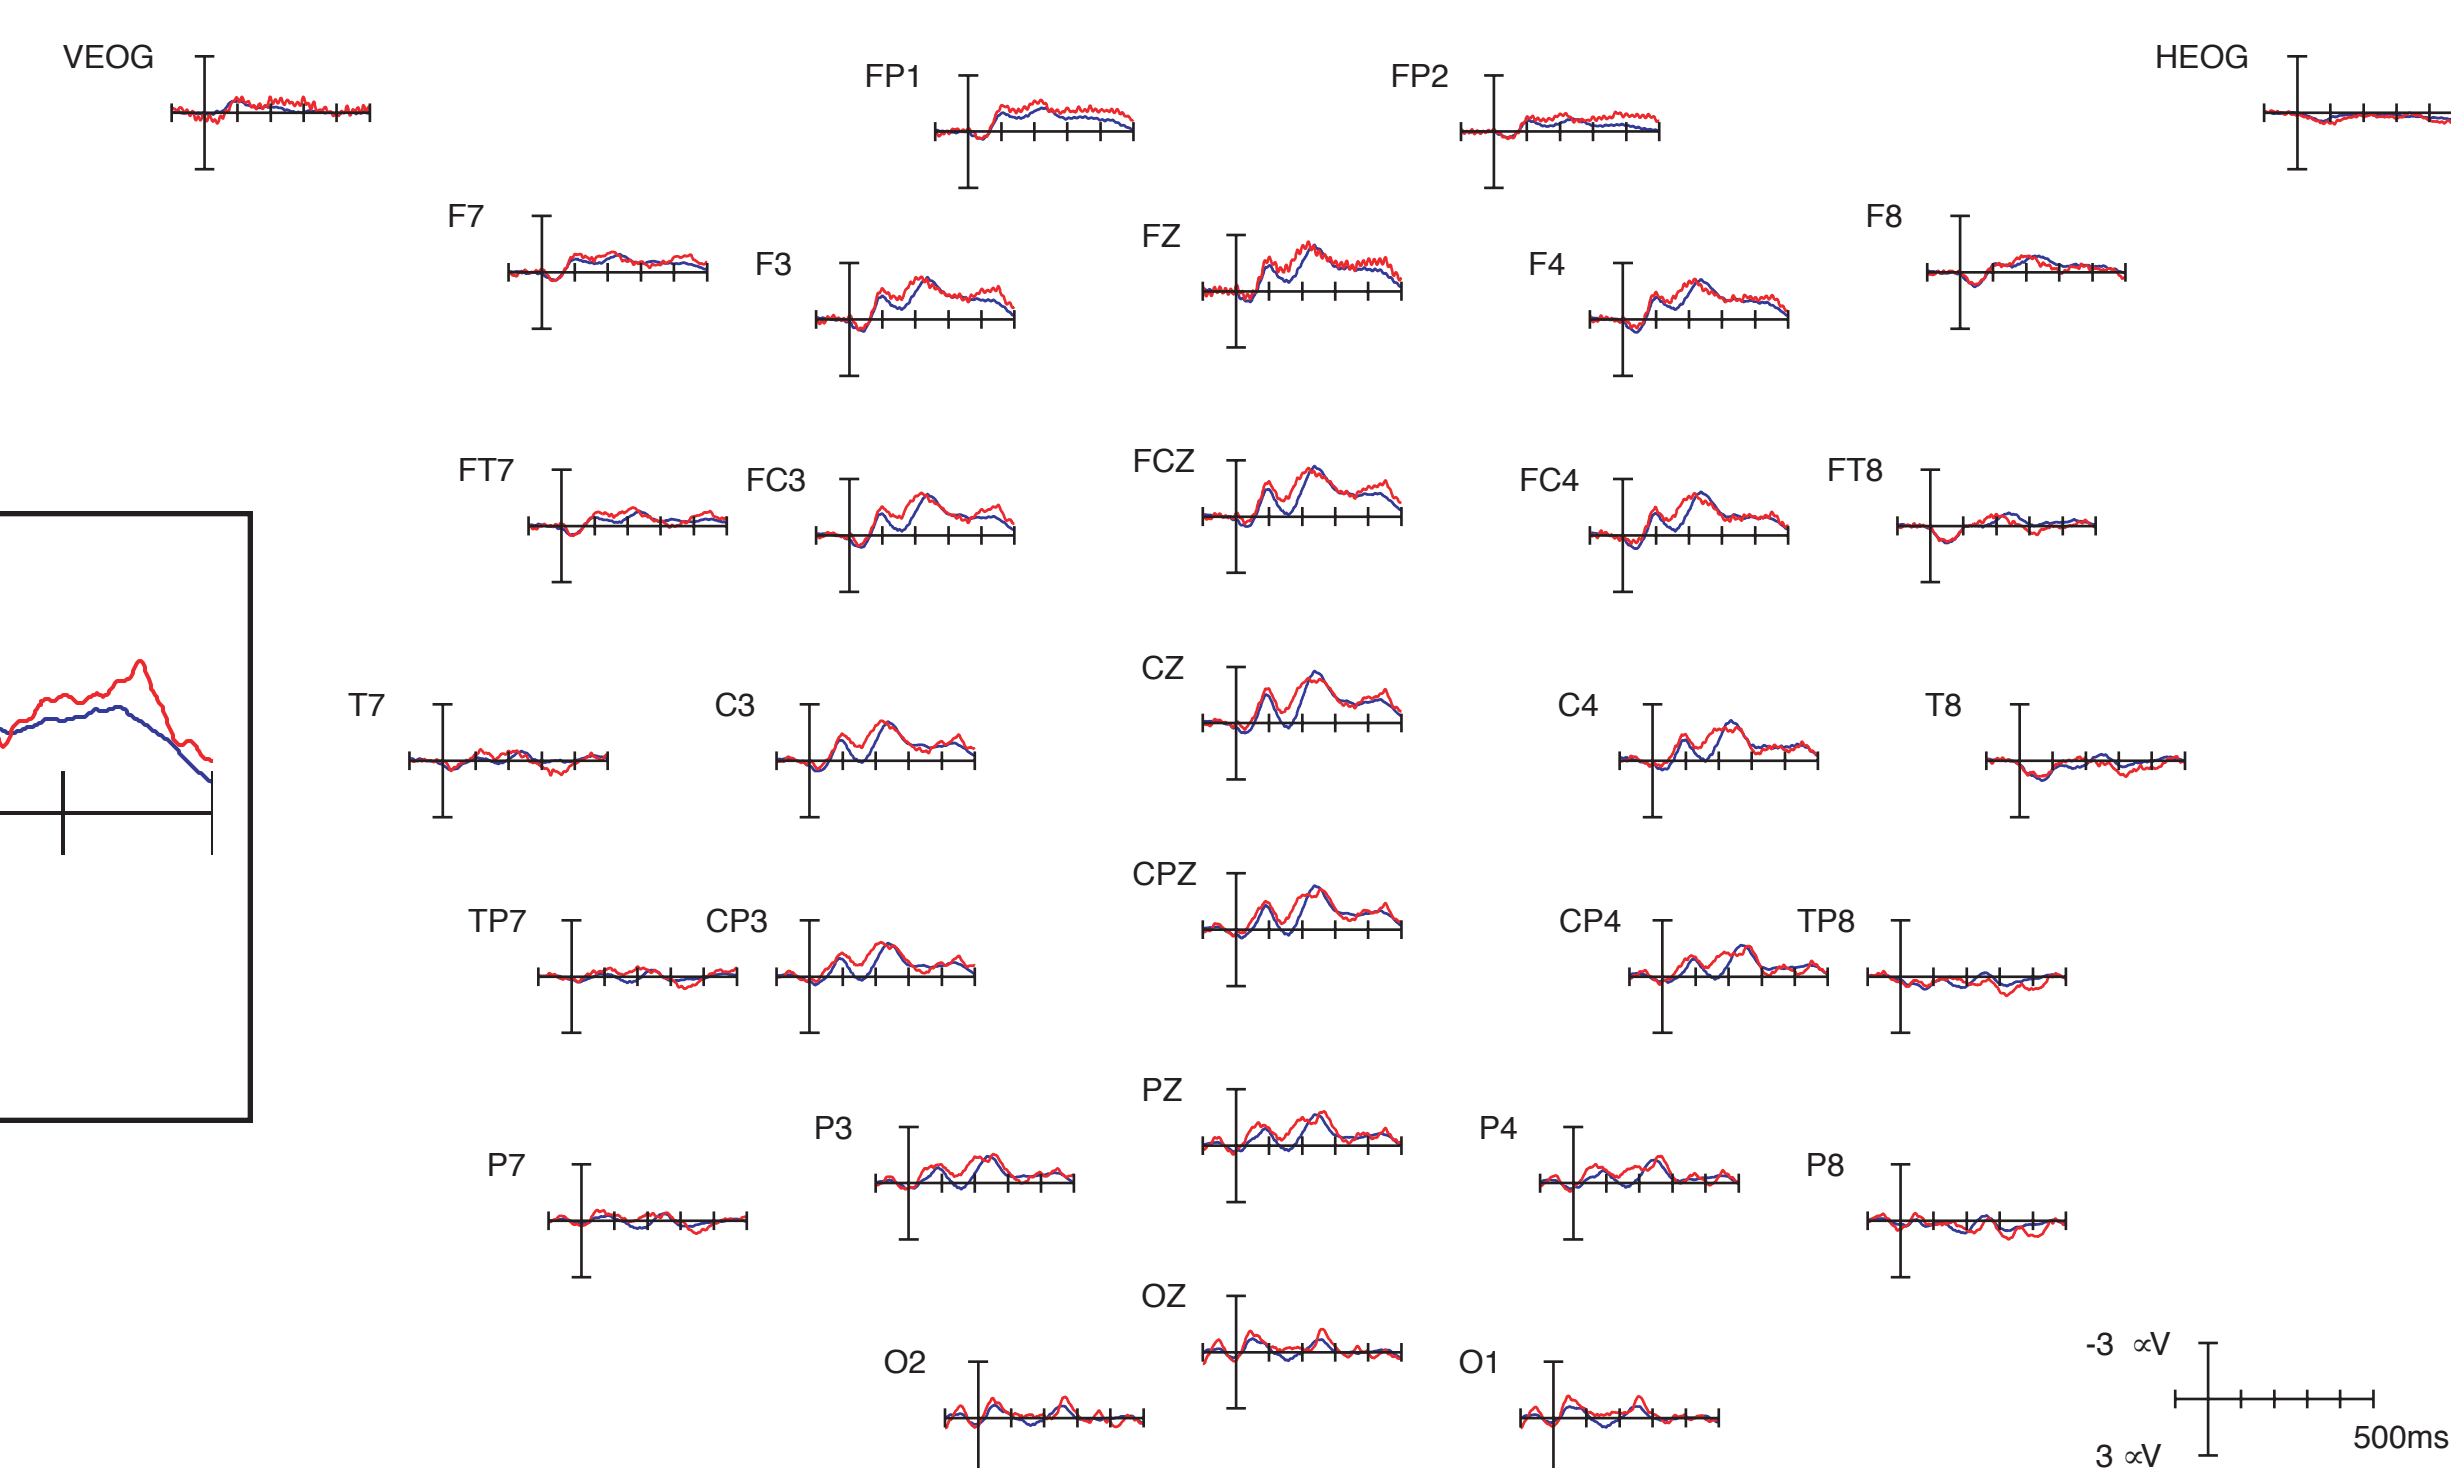 VEOG
FP1
FP2
HEOG
F7
F3
FZ
F4
F8
FT7
FC3
FCZ
FC4
FT8
T7
C3
CZ
C4
T8
TP7
CP3
CPZ
CP4
TP8
P7
P3
PZ
P4
P8
O2
OZ
O1
-3 ∝V
500ms
3 ∝V